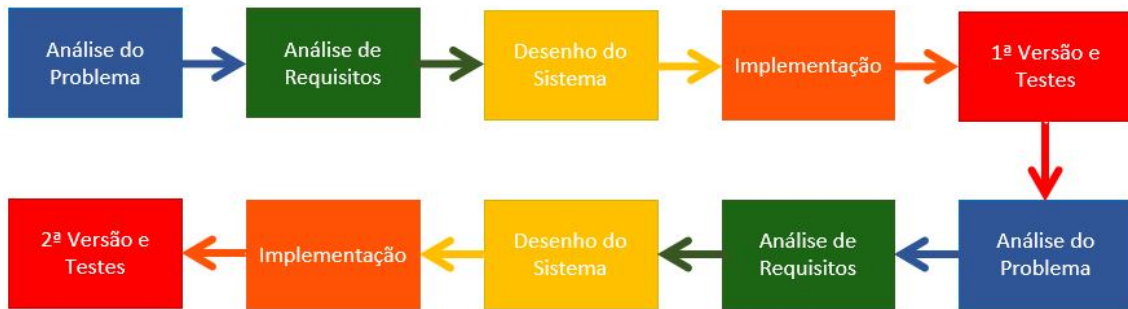 Análise do
Problema
Análise de
Requisitos
Desenho do
Sistema
Implementação
1ª Versão e
Testes
2ª Versão e
Testes
Implementação
Desenho do
Sistema
Análise de
Requisitos
Análise do
Problema